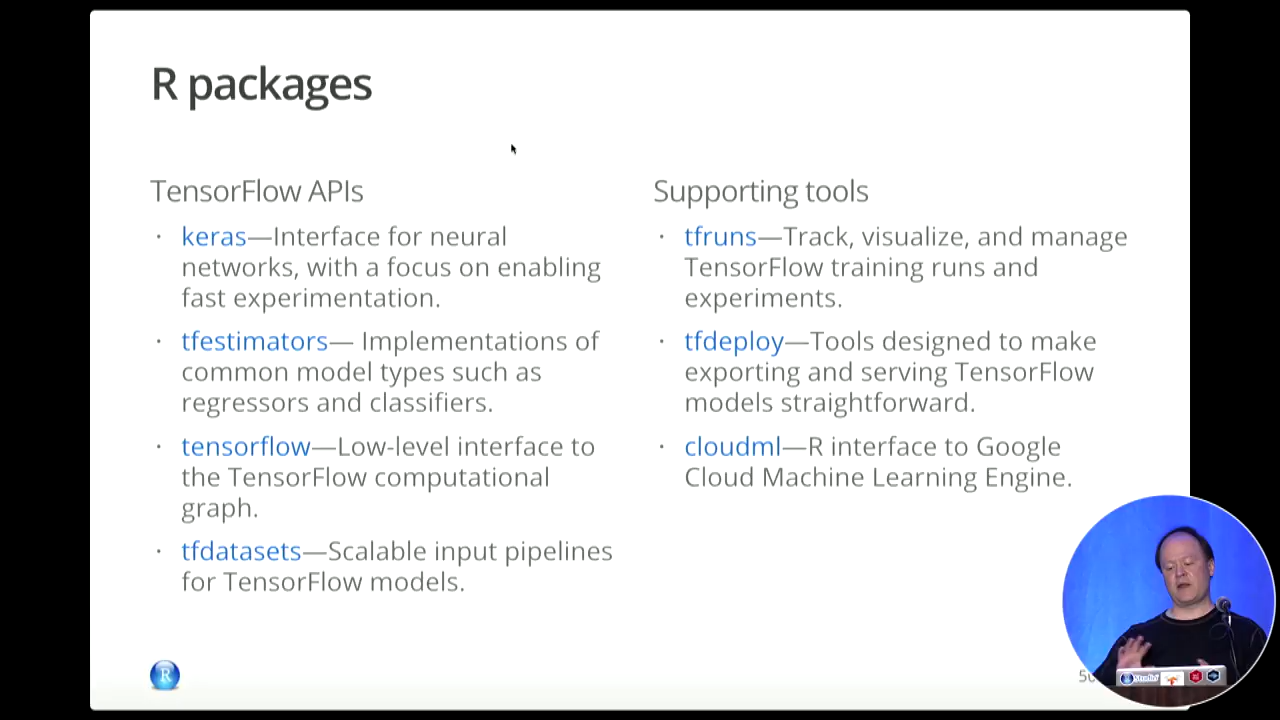 R packages
TensorFlow APIs
· keras—Interface for neural
networks, with a focus on enabling
fast experimentation.
· tfestimators— Implementations of
common model types such as
regressors and classifiers.
· tensorflow—Low-level interface to
the TensorFlow computational
graph.
· tfdatasets—Scalable input pipelines
for TensorFlow models.
Supporting tools
· tfruns—Track, visualize, and manage
TensorFlow training runs and
experiments.
· tfdeploy—Tools designed to make
exporting and serving TensorFlow
models straightforward.
· cloudml—R interface to Google
Cloud Machine Learning Engine.
R
Studio